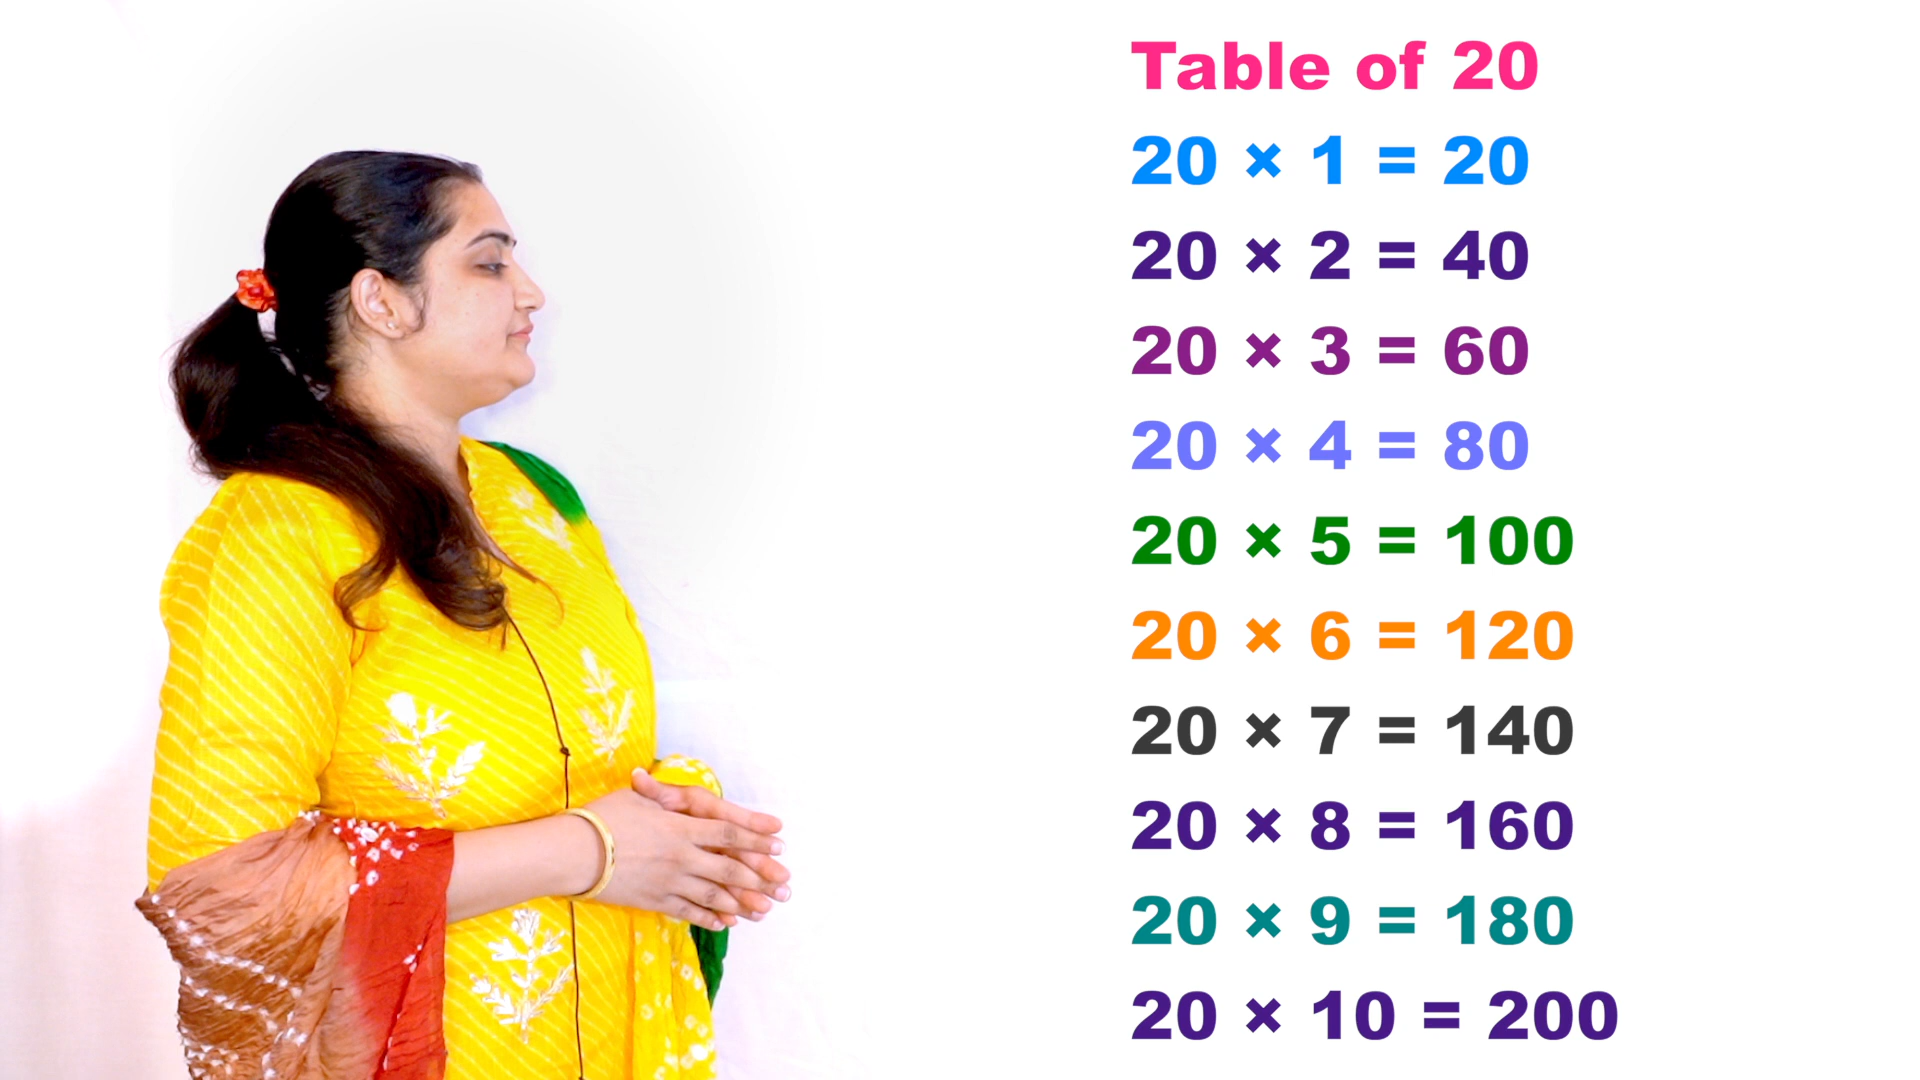 Table of 20
20 × 1 = 20
20 × 2 = 40
20 × 3 = 60
20 × 4 = 80
20 × 5 = 100
20 × 6 = 120
20 × 7 = 140
20 × 8 = 160
20 × 9 = 180
20 × 10 = 200